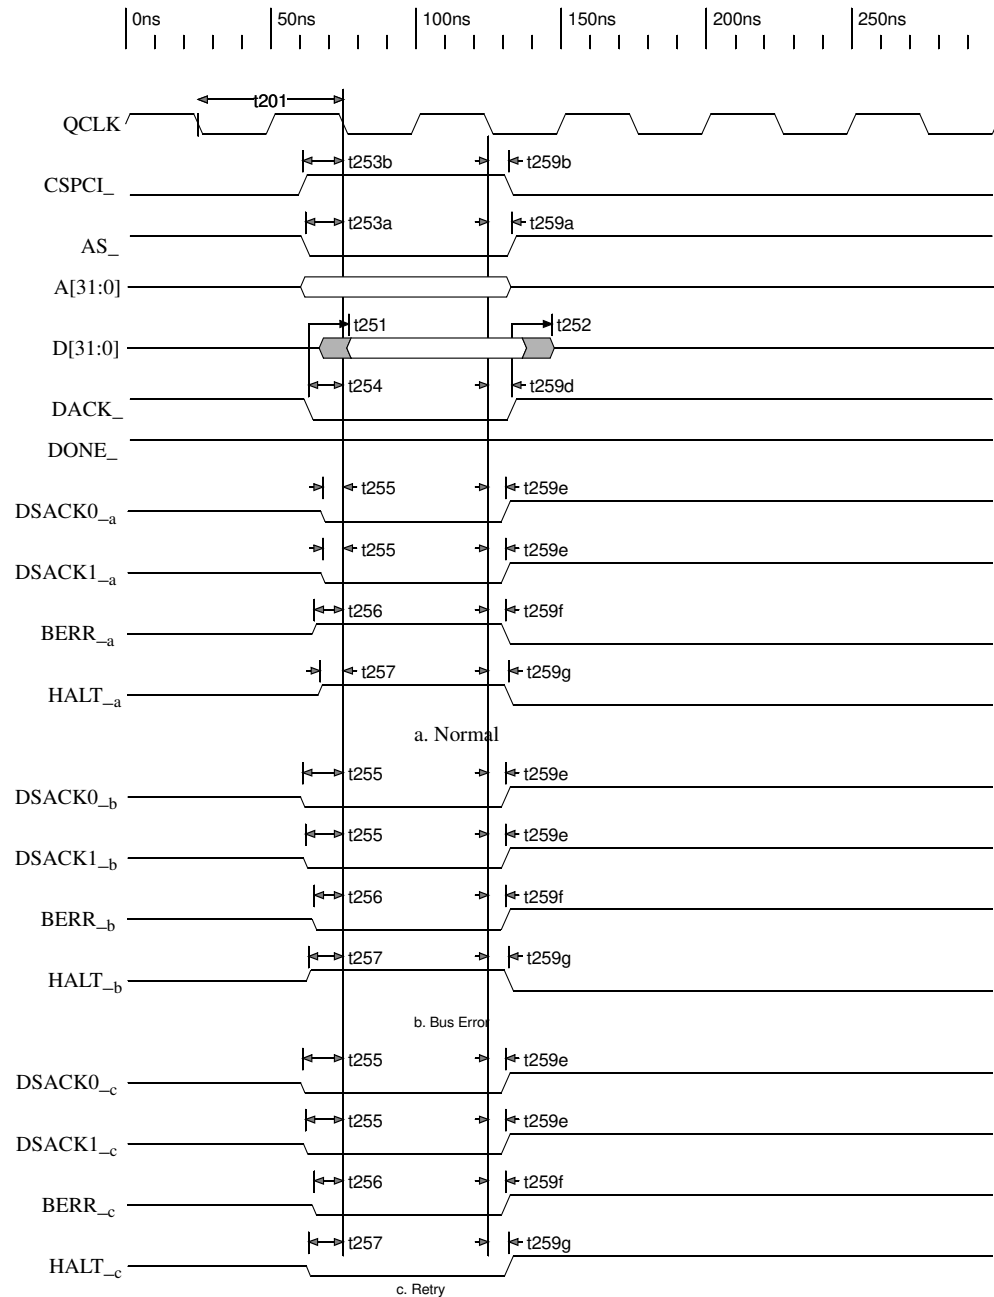 0ns 50ns 100ns 150ns 200ns 250ns
t201
QCLK
t253b t259b
CSPCI_
t253a t259a
AS_
A[31:0]
t251 t252
D[31:0]
t254 t259d
DACK_
DONE_
t255 t259e
DSACK0_a
t255 t259e
DSACK1_a
t256 t259f
BERR_a
t257 t259g
HALT_a
a. Normal
t255 t259e
DSACK0_b
t255 t259e
DSACK1_b
t256 t259f
BERR_b
t257 t259g
HALT_b
b. Bus Error
t255 t259e
DSACK0_c
t255 t259e
DSACK1_c
t256 t259f
BERR_c
t257 t259g
HALT_c
c. Retry